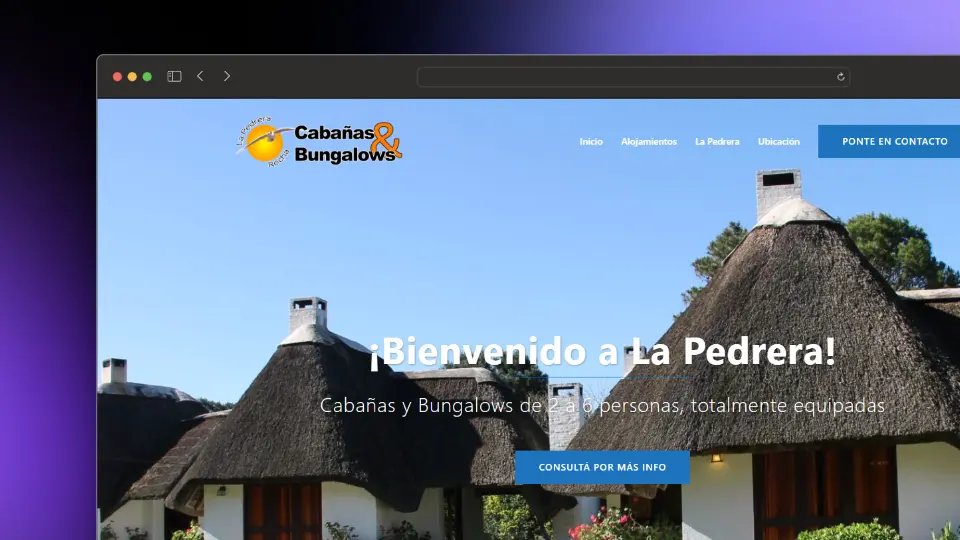 La Pedrera
Rocha
Cabañas &
Bungalows
Inicio
Alojamientos
La Pedrera
Ubicación
PONTE EN CONTACTO
¡Bienvenido a La Pedrera!
Cabañas y Bungalows de 2 a 6 personas, totalmente equipadas
CONSULTÁ POR MÁS INFO